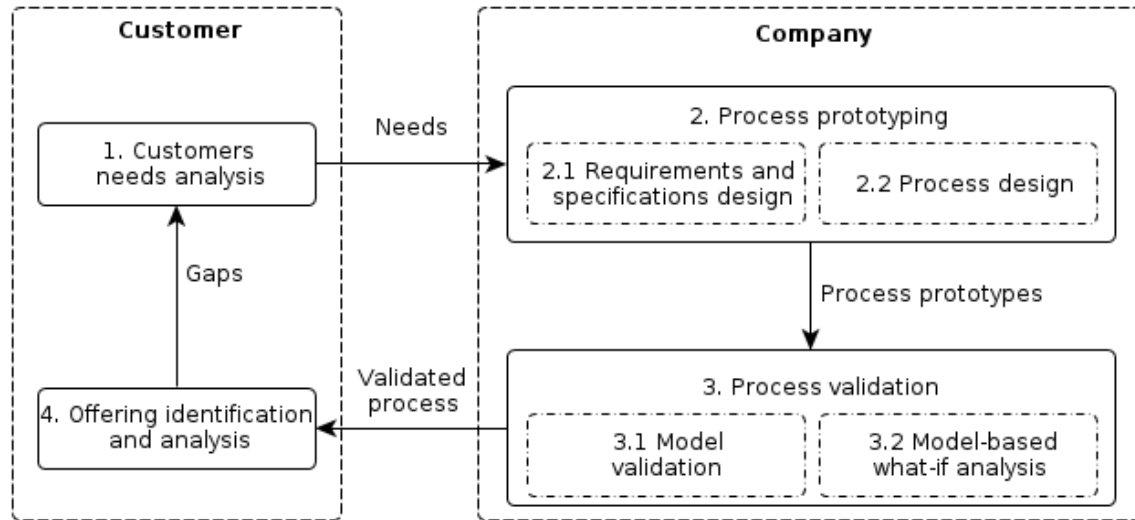 Customer
Company
1. Customers
needs analysis
Needs
2. Process prototyping
2.1 Requirements and
specifications design
2.2 Process design
Gaps
Process prototypes
4. Offering identification
and analysis
Validated
process
3. Process validation
3.1 Model
validation
3.2 Model-based
what-if analysis